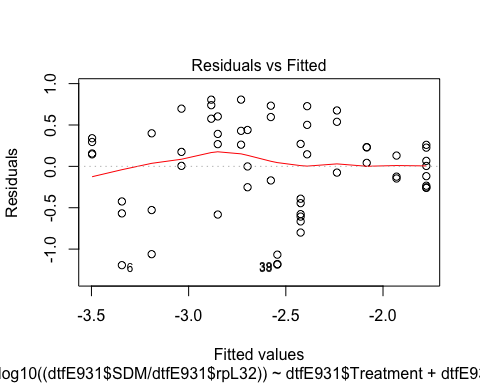 Residuals vs Fitted
1.0
0.5
0.0
-0.5
-1.0
Residuals
6
38
-3.5 -3.0 -2.5 -2.0
Fitted values
log10((dtfE931$SDM/dtfE931$rpL32)) ~ dtfE931$Treatment + dtfE93